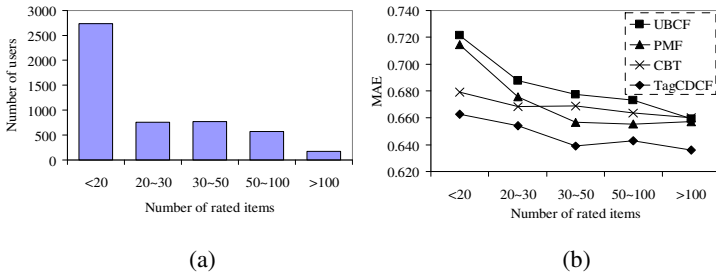 3000
2500
2000
1500
1000
500
0
Number of users
<20
20~30
30~50
50~100
>100
Number of rated items
(a)
0.740
0.720
0.700
0.680
0.660
0.640
0.620
MAE
UBCF
PMF
CBT
TagCDCF
<20
20~30
30~50
50~100
>100
Number of rated items
(b)